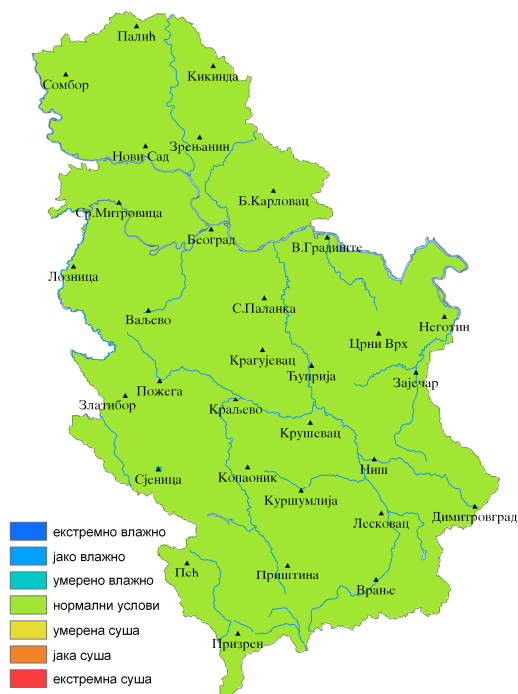 Палић
Кикинда
Сомбор
Зрењанин
Нови Сад
Б.Карловац
Ср.Митровица
Београд
В.Градиште
Лозница
С.Паланка
Ваљево
Неготин
Црни Врх
Крагујевац
Ћуприја
Зајечар
Пожега
Златибор
Краљево
Крушевац
Ниш
Сјеница
Копаоник
Куршумлија
Лесковац
Димитровград
Пећ
Приштина
Врање
Призрен
екстремно влажно
јако влажно
умерено влажно
нормални услови
умерена суша
јака суша
екстремна суша